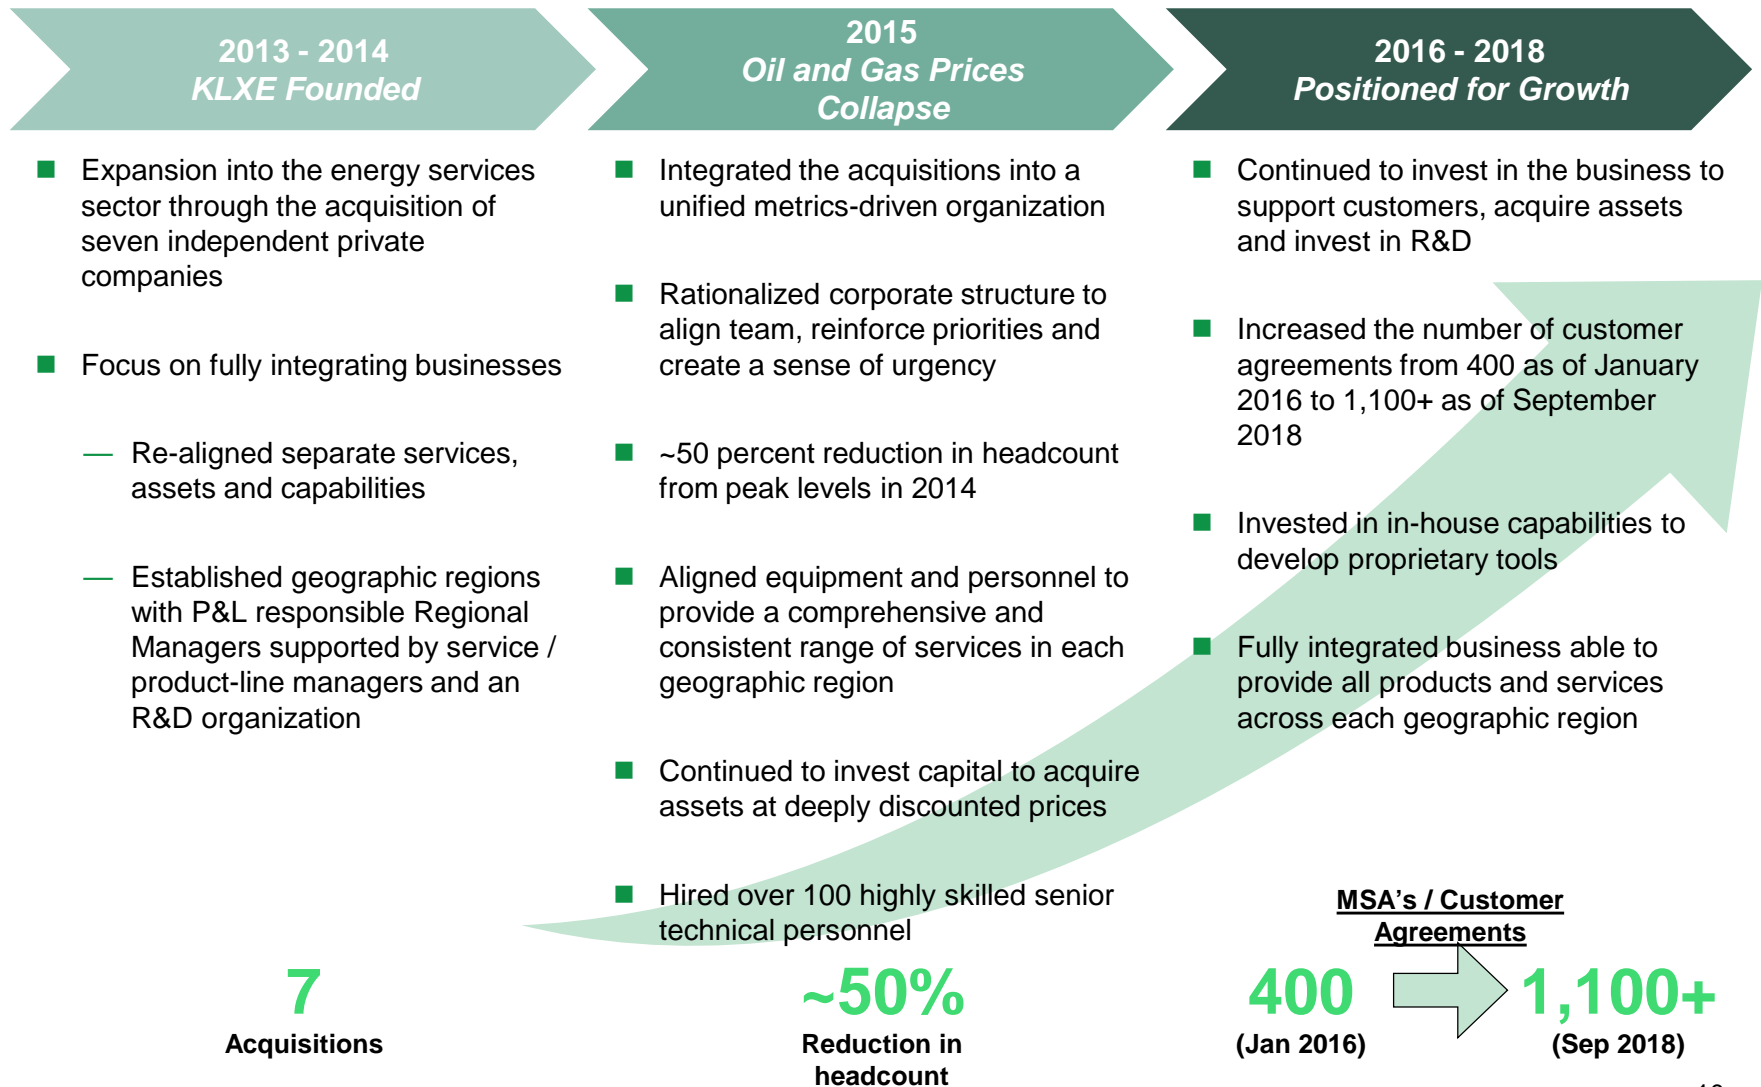 2013 - 2014
KLXE Founded
2015
Oil and Gas Prices
Collapse
2016 - 2018
Positioned for Growth
Expansion into the energy services
sector through the acquisition of
seven independent private
companies
Focus on fully integrating businesses
— Re-aligned separate services,
assets and capabilities
— Established geographic regions
with P&L responsible Regional
Managers supported by service /
product-line managers and an
R&D organization
7
Acquisitions
Integrated the acquisitions into a
unified metrics-driven organization
Rationalized corporate structure to
align team, reinforce priorities and
create a sense of urgency
~50 percent reduction in headcount
from peak levels in 2014
Aligned equipment and personnel to
provide a comprehensive and
consistent range of services in each
geographic region
Continued to invest capital to acquire
assets at deeply discounted prices
Hired over 100 highly skilled senior
technical personnel
~50%
Reduction in
headcount
Continued to invest in the business to
support customers, acquire assets
and invest in R&D
Increased the number of customer
agreements from 400 as of January
2016 to 1,100+ as of September
2018
Invested in in-house capabilities to
develop proprietary tools
Fully integrated business able to
provide all products and services
across each geographic region
MSA's / Customer
Agreements
400
(Jan 2016)
1,100+
(Sep 2018)